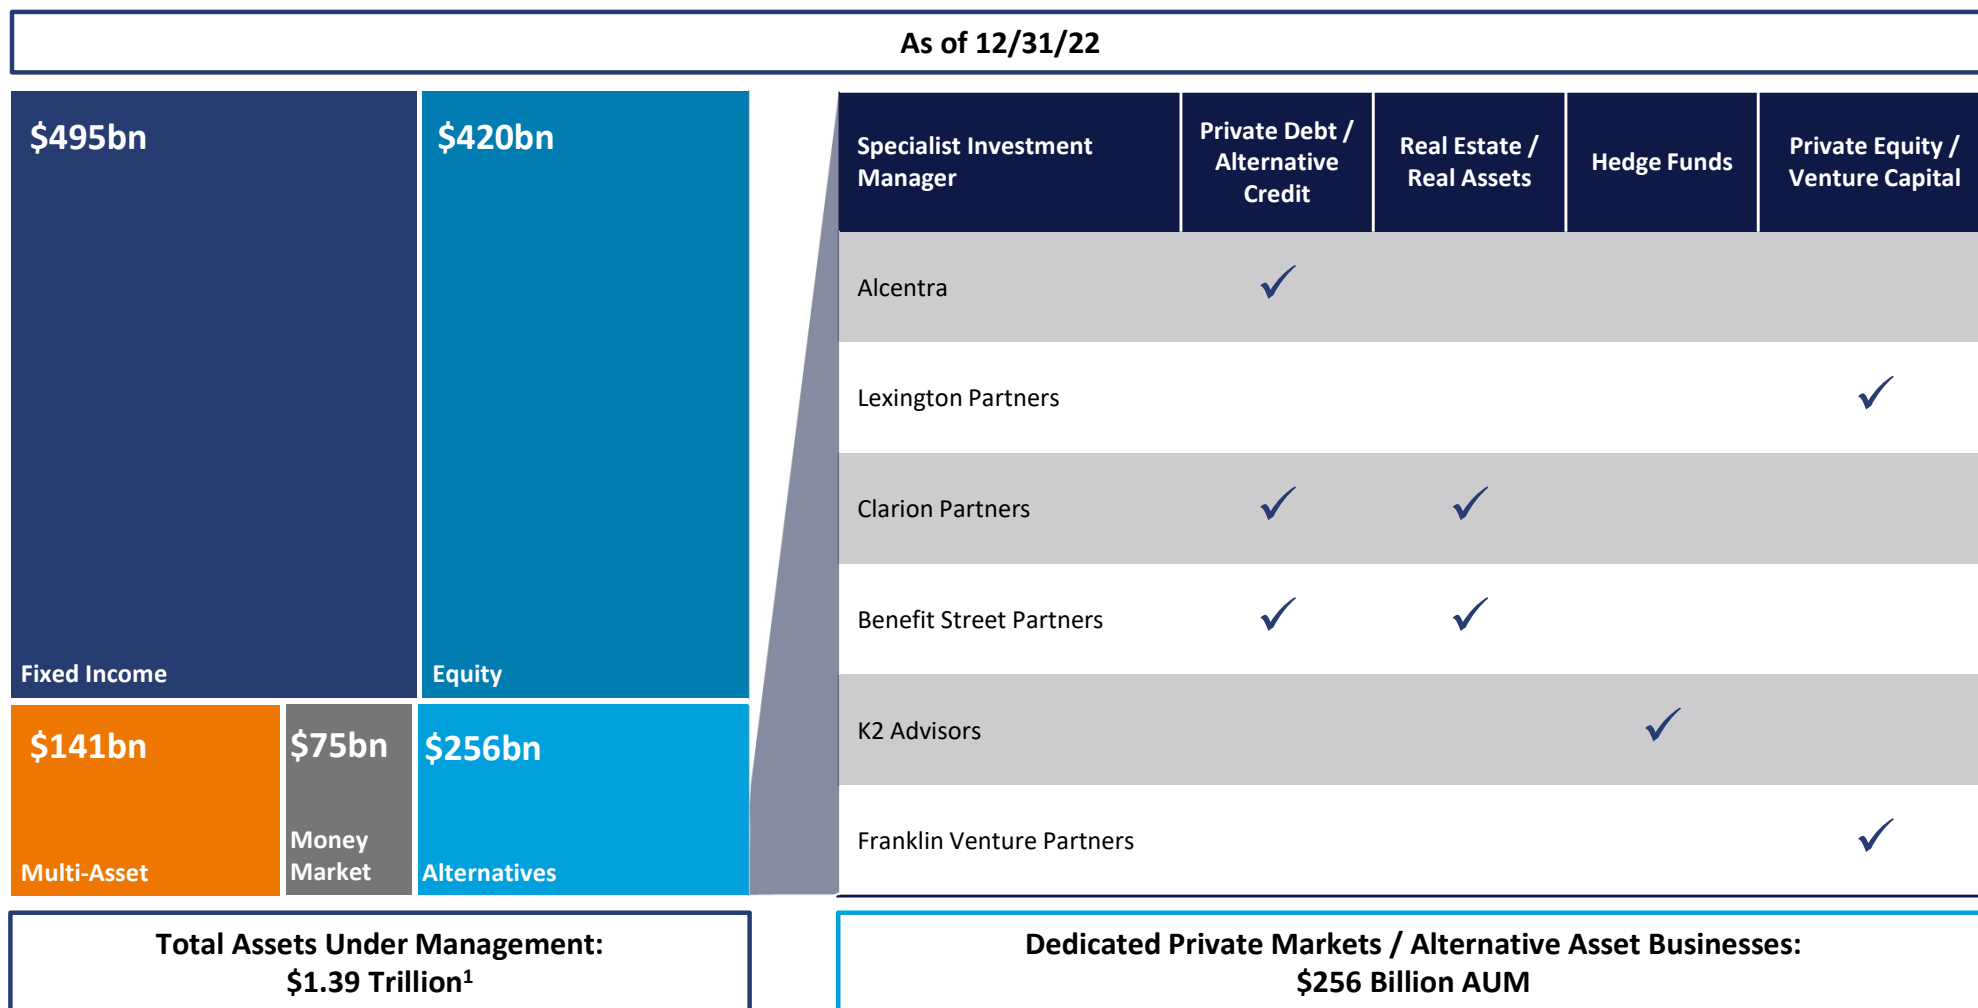 As of 12/31/22
$495bn
Fixed Income
$420bn
Equity
$141bn
Multi-Asset
$75bn
Money
Market
$256bn
Alternatives
Total Assets Under Management:
$1.39 Trillion¹
Specialist Investment
Manager
Private Debt /
Alternative
Credit
Real Estate /
Real Assets
Hedge Funds
Private Equity /
Venture Capital
Alcentra ✓
Lexington Partners ✓
Clarion Partners ✓ ✓
Benefit Street Partners ✓ ✓
K2 Advisors ✓
Franklin Venture Partners ✓
Dedicated Private Markets / Alternative Asset Businesses:
$256 Billion AUM